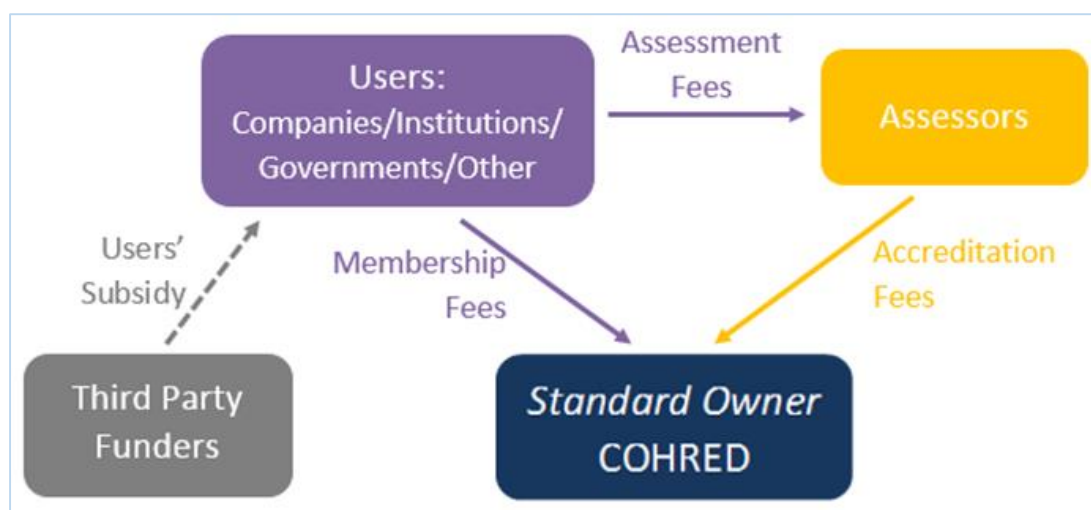 Users:
Companies/Institutions/
Governments/Other
Assessment
Fees
Assessors
Users’
Subsidy
Membership
Fees
Accreditation
Fees
Third Party
Funders
Standard Owner
COHRED